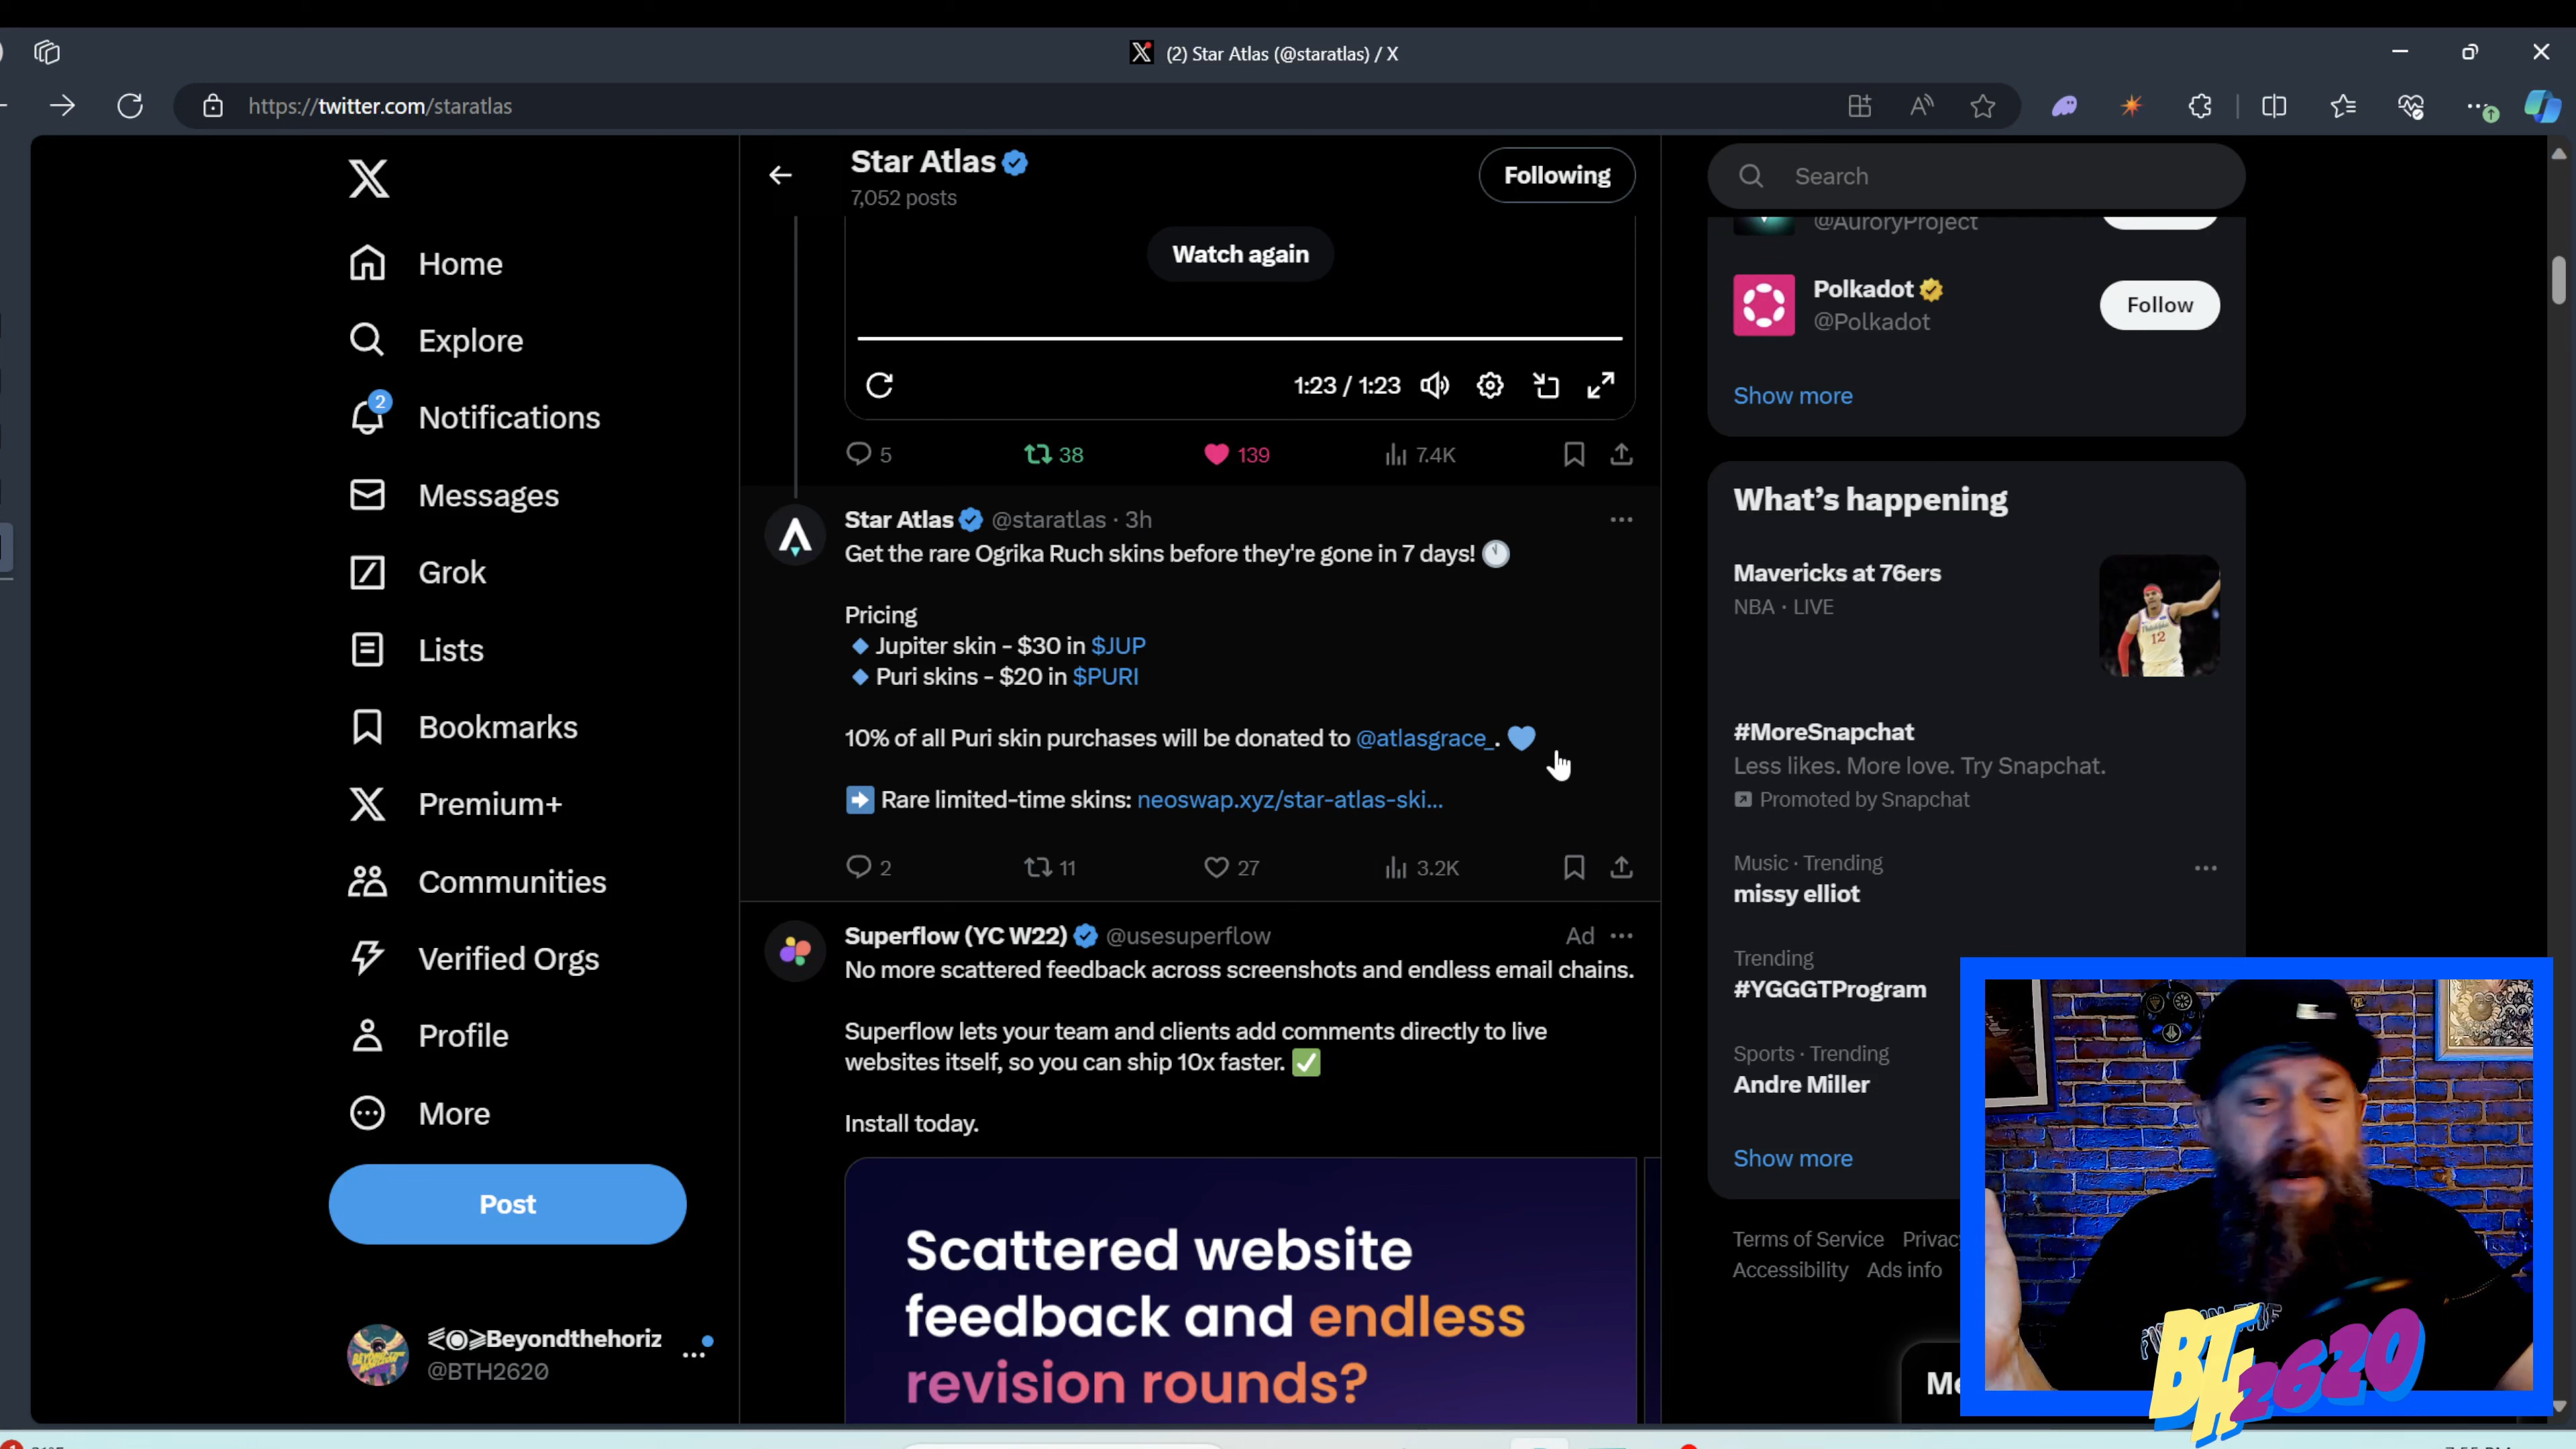 (2) Star Atlas (@staratlas) / X
https://twitter.com/staratlas
Home
Explore
2
Notifications
Messages
Grok
Lists
Bookmarks
Premium+
Communities
Verified Orgs
Profile
More
Post
Beyondthehoriz
@BTH2620
Star Atlas
7,052 posts
Following
Watch again
1:23 / 1:23
5 38 139 7.4K
Star Atlas @staratlas · 3h
Get the rare Ogrika Ruch skins before they're gone in 7 days!
Pricing
Jupiter skin - $30 in $JUP
Puri skins - $20 in $PURI
10% of all Puri skin purchases will be donated to @atlasgrace_.
Rare limited-time skins: neoswap.xyz/star-atlas-ski...
2 11 27 3.2K
Superflow (YC W22) @usesuperflow Ad
No more scattered feedback across screenshots and endless email chains.
Superflow lets your team and clients add comments directly to live
websites itself, so you can ship 10x faster.
Install today.
Scattered website
feedback and endless
revision rounds?
Search
@AuroryProject
Polkadot
@Polkadot
Follow
Show more
What's happening
Mavericks at 76ers
NBA · LIVE
12
#MoreSnapchat
Less likes. More love. Try Snapchat.
Promoted by Snapchat
Music · Trending
missy elliot
Trending
#YGGGTProgram
Sports · Trending
Andre Miller
Show more
Terms of Service
Accessibility Ads info
BTH2620